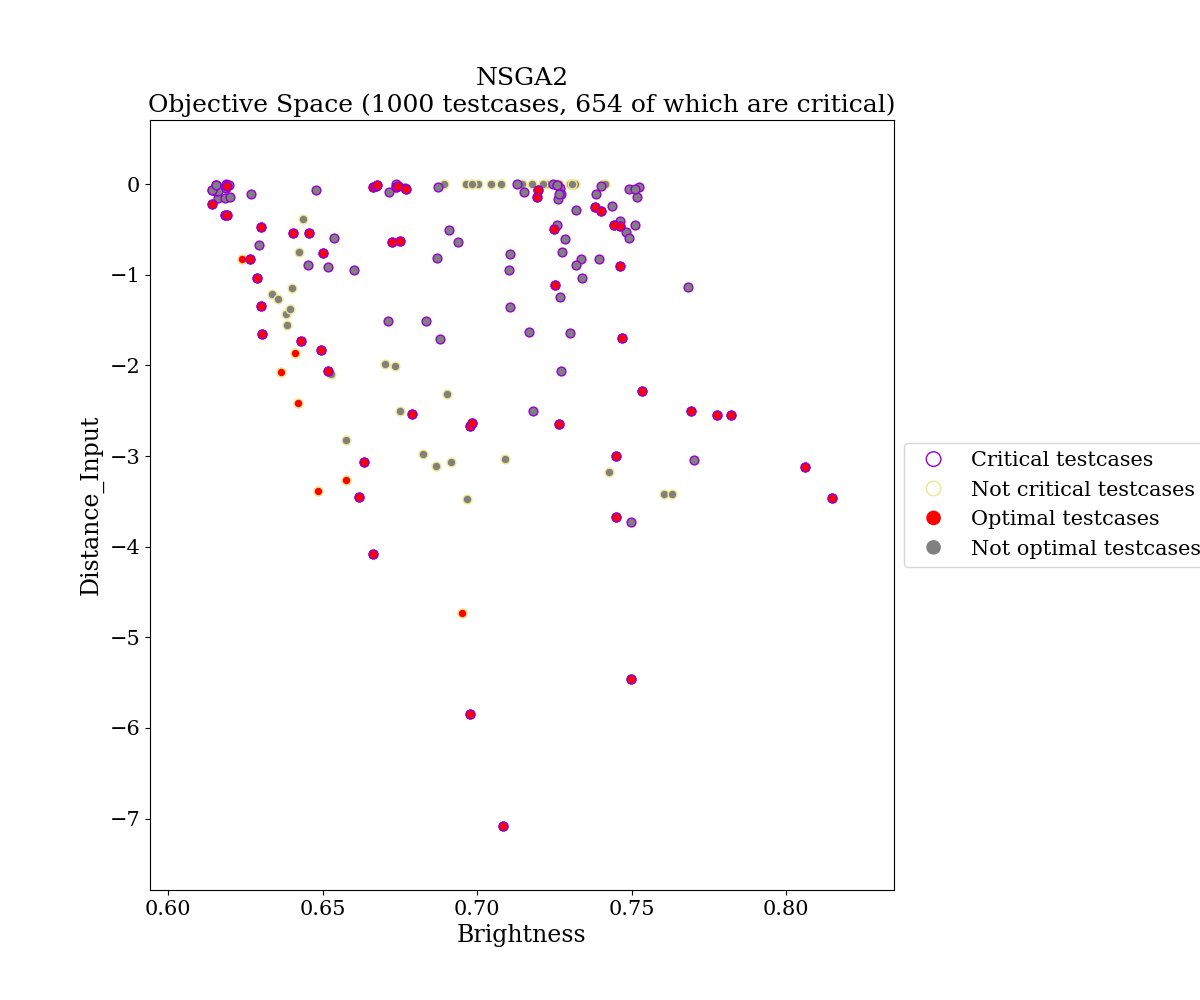 NSGA2
Objective Space (1000 testcases, 654 of which are critical)
0
−1
−2
−3
−4
−5
−6
−7
Distance_Input
0.60 0.65 0.70 0.75 0.80
Brightness
Critical testcases
Not critical testcases
Optimal testcases
Not optimal testcases